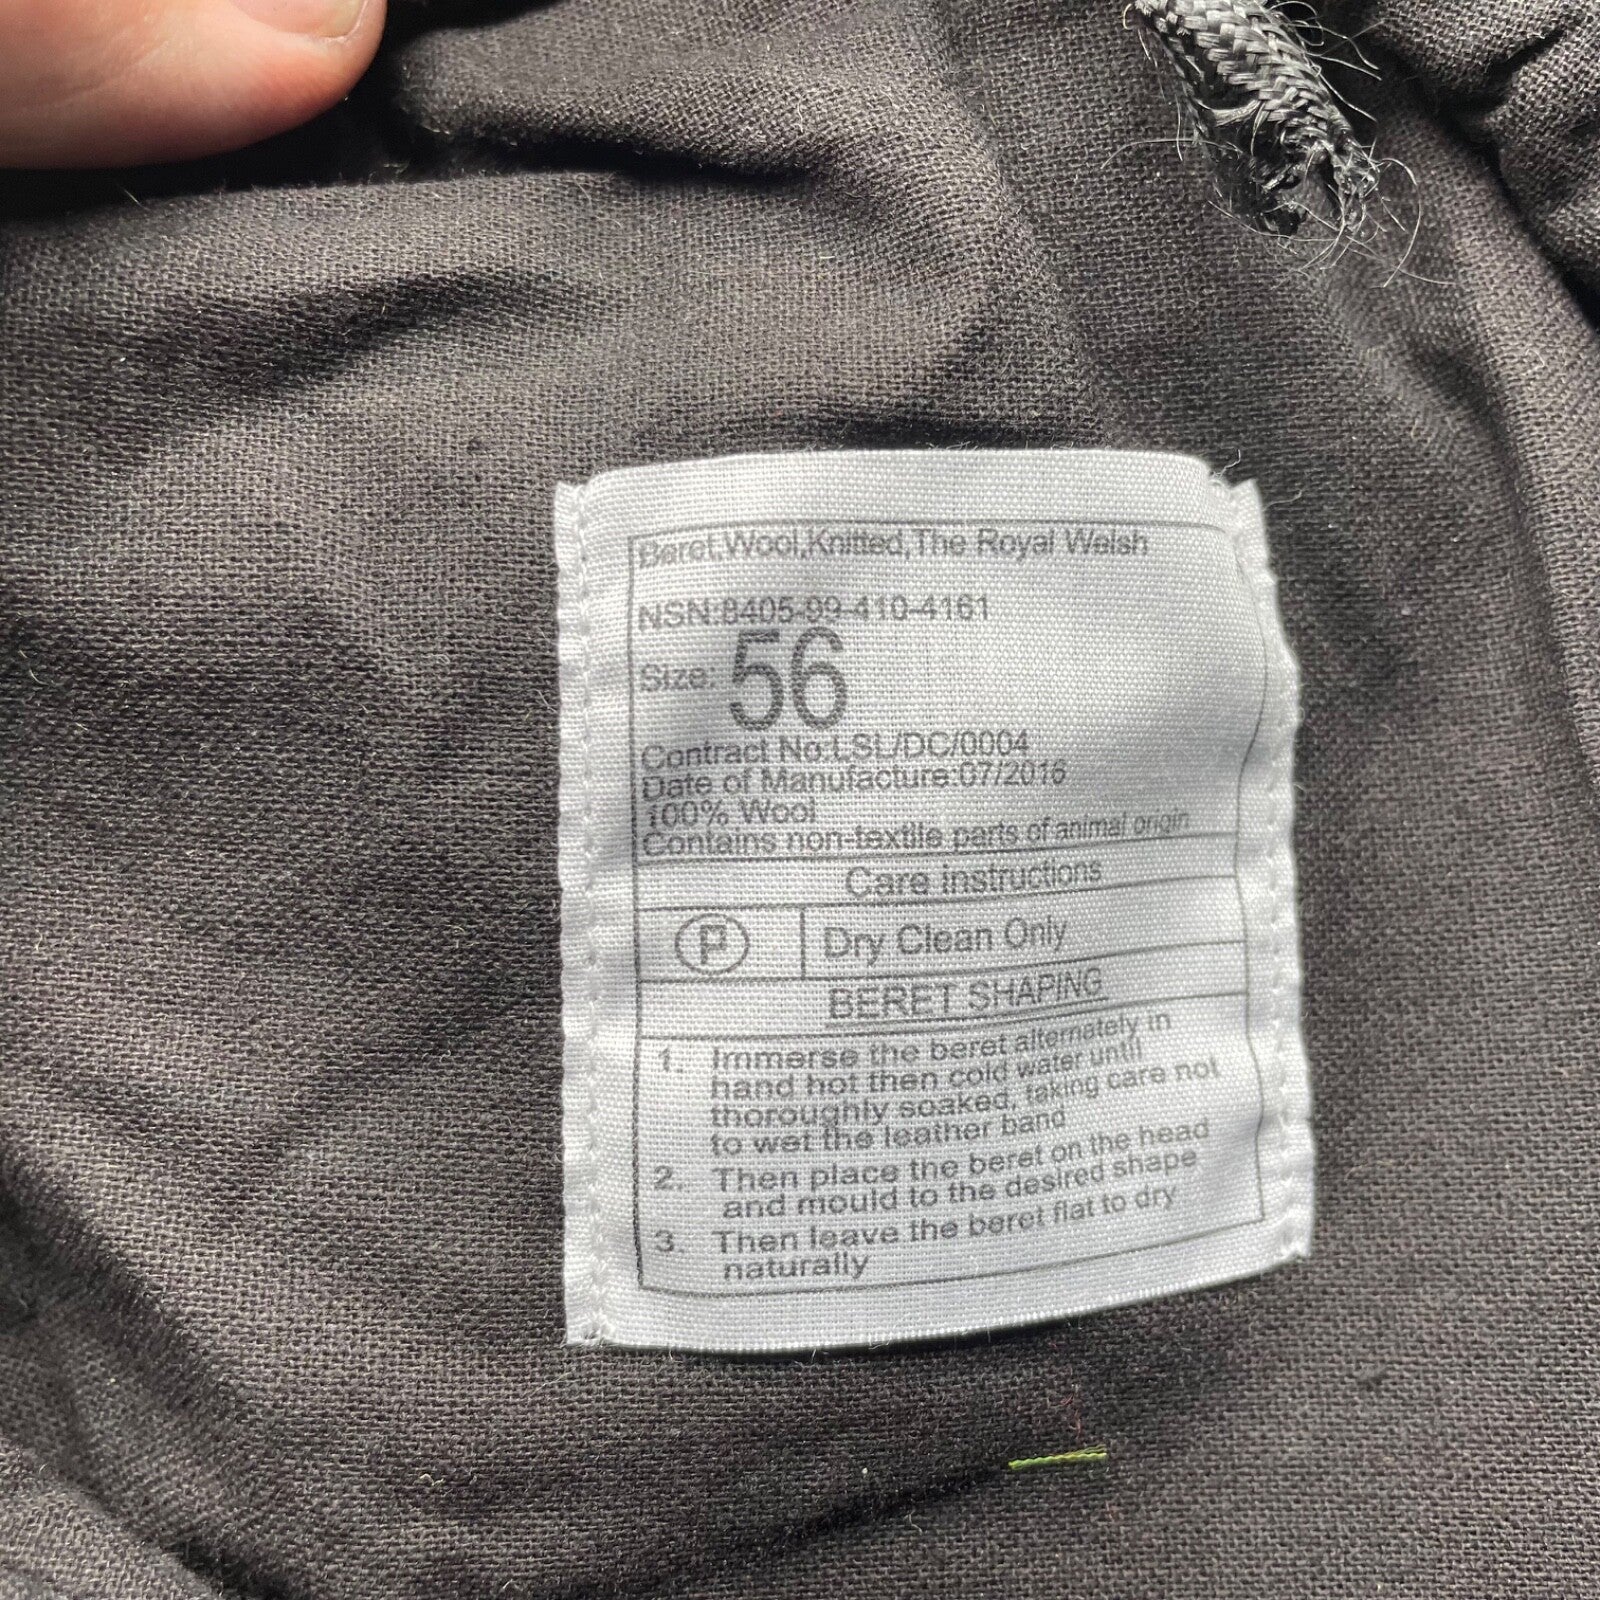 Beret,Wool,Knitted,The Royal Welsh
NSN:8405-99-410-4161
Size: 56
Contract No:LSL/DC/0004
Date of Manufacture:07/2016
100% Wool
Contains non-textile parts of animal origin
Care instructions
P Dry Clean Only
BERET SHAPING
1. Immerse the beret alternately in
hand hot then cold water until
thoroughly soaked, taking care not
to wet the leather band
2. Then place the beret on the head
and mould to the desired shape
3. Then leave the beret flat to dry
naturally